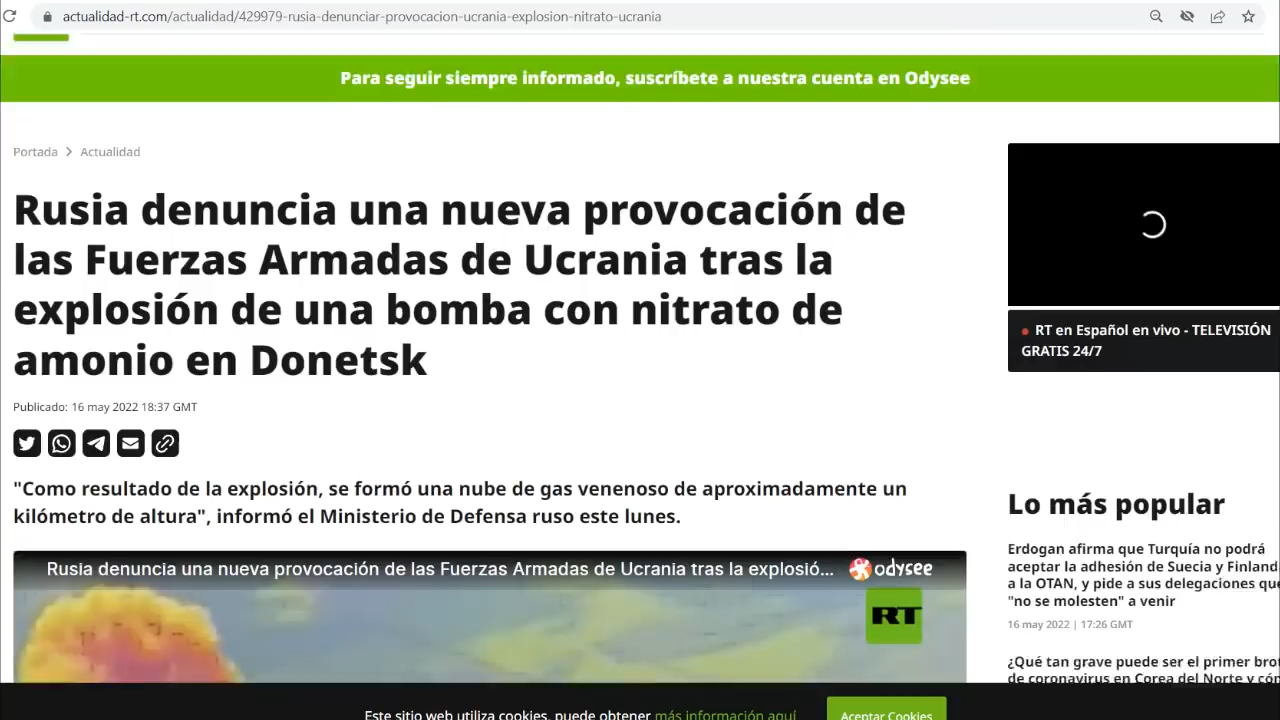 actualidad-rt.com/actualidad/429979-rusia-denunciar-provocacion-ucrania-explosion-nitrato-ucrania
Para seguir siempre informado, suscríbete a nuestra cuenta en Odysee
Portada > Actualidad
Rusia denuncia una nueva provocación de
las Fuerzas Armadas de Ucrania tras la
explosión de una bomba con nitrato de
amonio en Donetsk
Publicado: 16 may 2022 18:37 GMT
"Como resultado de la explosión, se formó una nube de gas venenoso de aproximadamente un
kilómetro de altura", informó el Ministerio de Defensa ruso este lunes.
Rusia denuncia una nueva provocación de las Fuerzas Armadas de Ucrania tras la explosió...
odysee
RT
RT en Español en vivo - TELEVISIÓN
GRATIS 24/7
Lo más popular
Erdogan afirma que Turquía no podrá
aceptar la adhesión de Suecia y Finland
a la OTAN, y pide a sus delegaciones que
"no se molesten" a venir
16 may 2022 | 17:26 GMT
¿Qué tan grave puede ser el primer bro
de coronavirus en Corea del Norte y có
Este sitio web utiliza cookies, puede obtener más información aquí
Aceptar Cookies